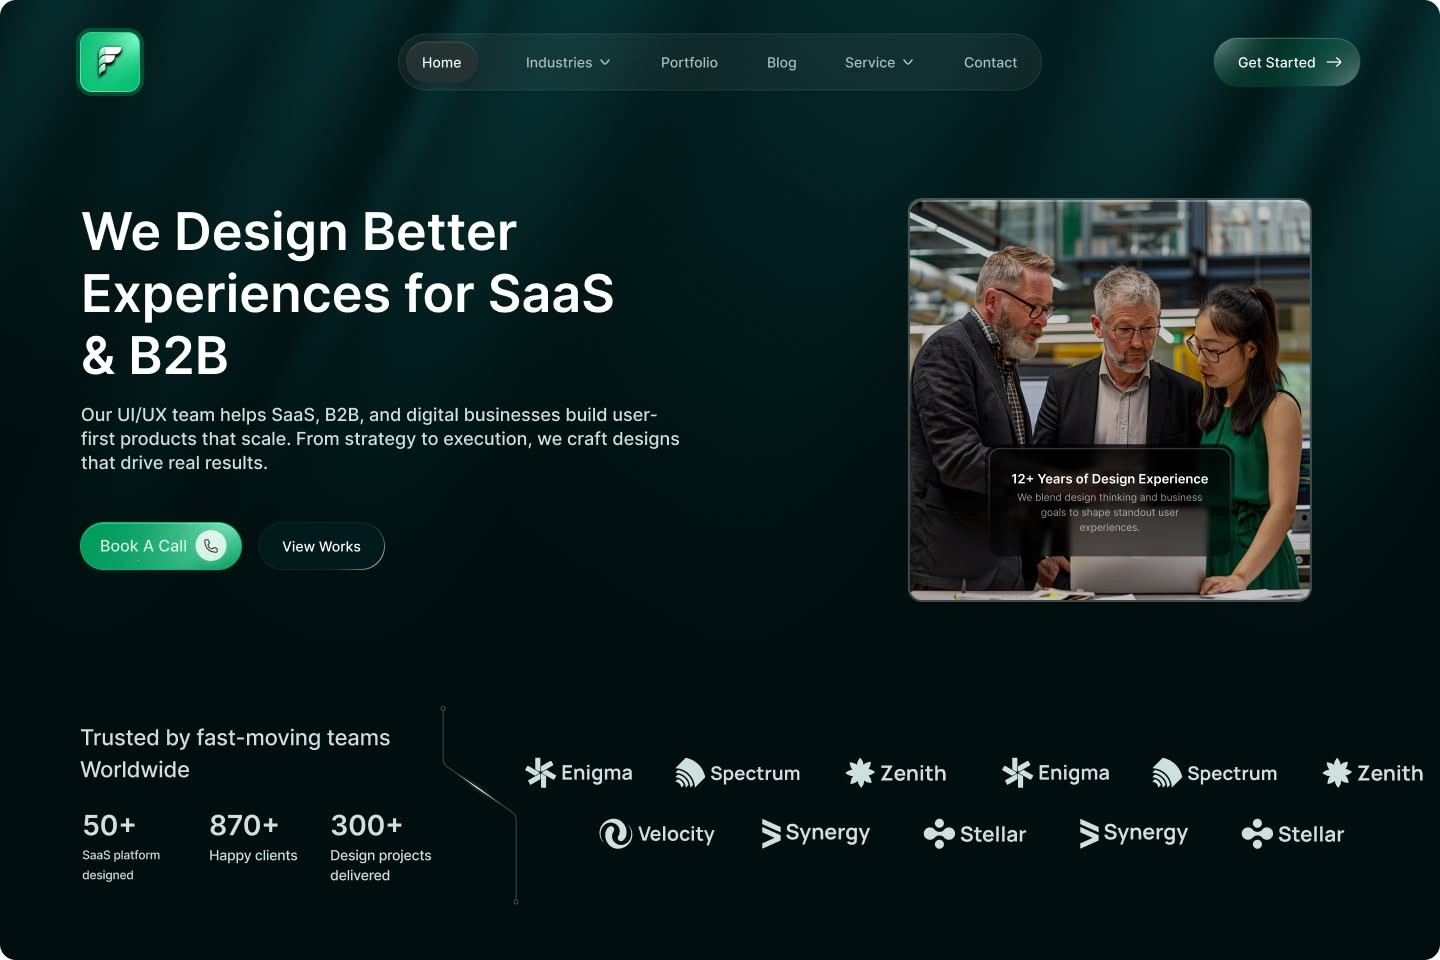 Home
Industries
Portfolio
Blog
Service
Contact
Get Started
We Design Better
Experiences for SaaS
& B2B
Our UI/UX team helps SaaS, B2B, and digital businesses build user-
first products that scale. From strategy to execution, we craft designs
that drive real results.
Book A Call
View Works
12+ Years of Design Experience
We blend design thinking and business
goals to shape standout user
experiences.
Trusted by fast-moving teams
Worldwide
50+
SaaS platform
designed
870+
Happy clients
300+
Design projects
delivered
Enigma
Spectrum
Zenith
Enigma
Spectrum
Zenith
Velocity
Synergy
Stellar
Synergy
Stellar